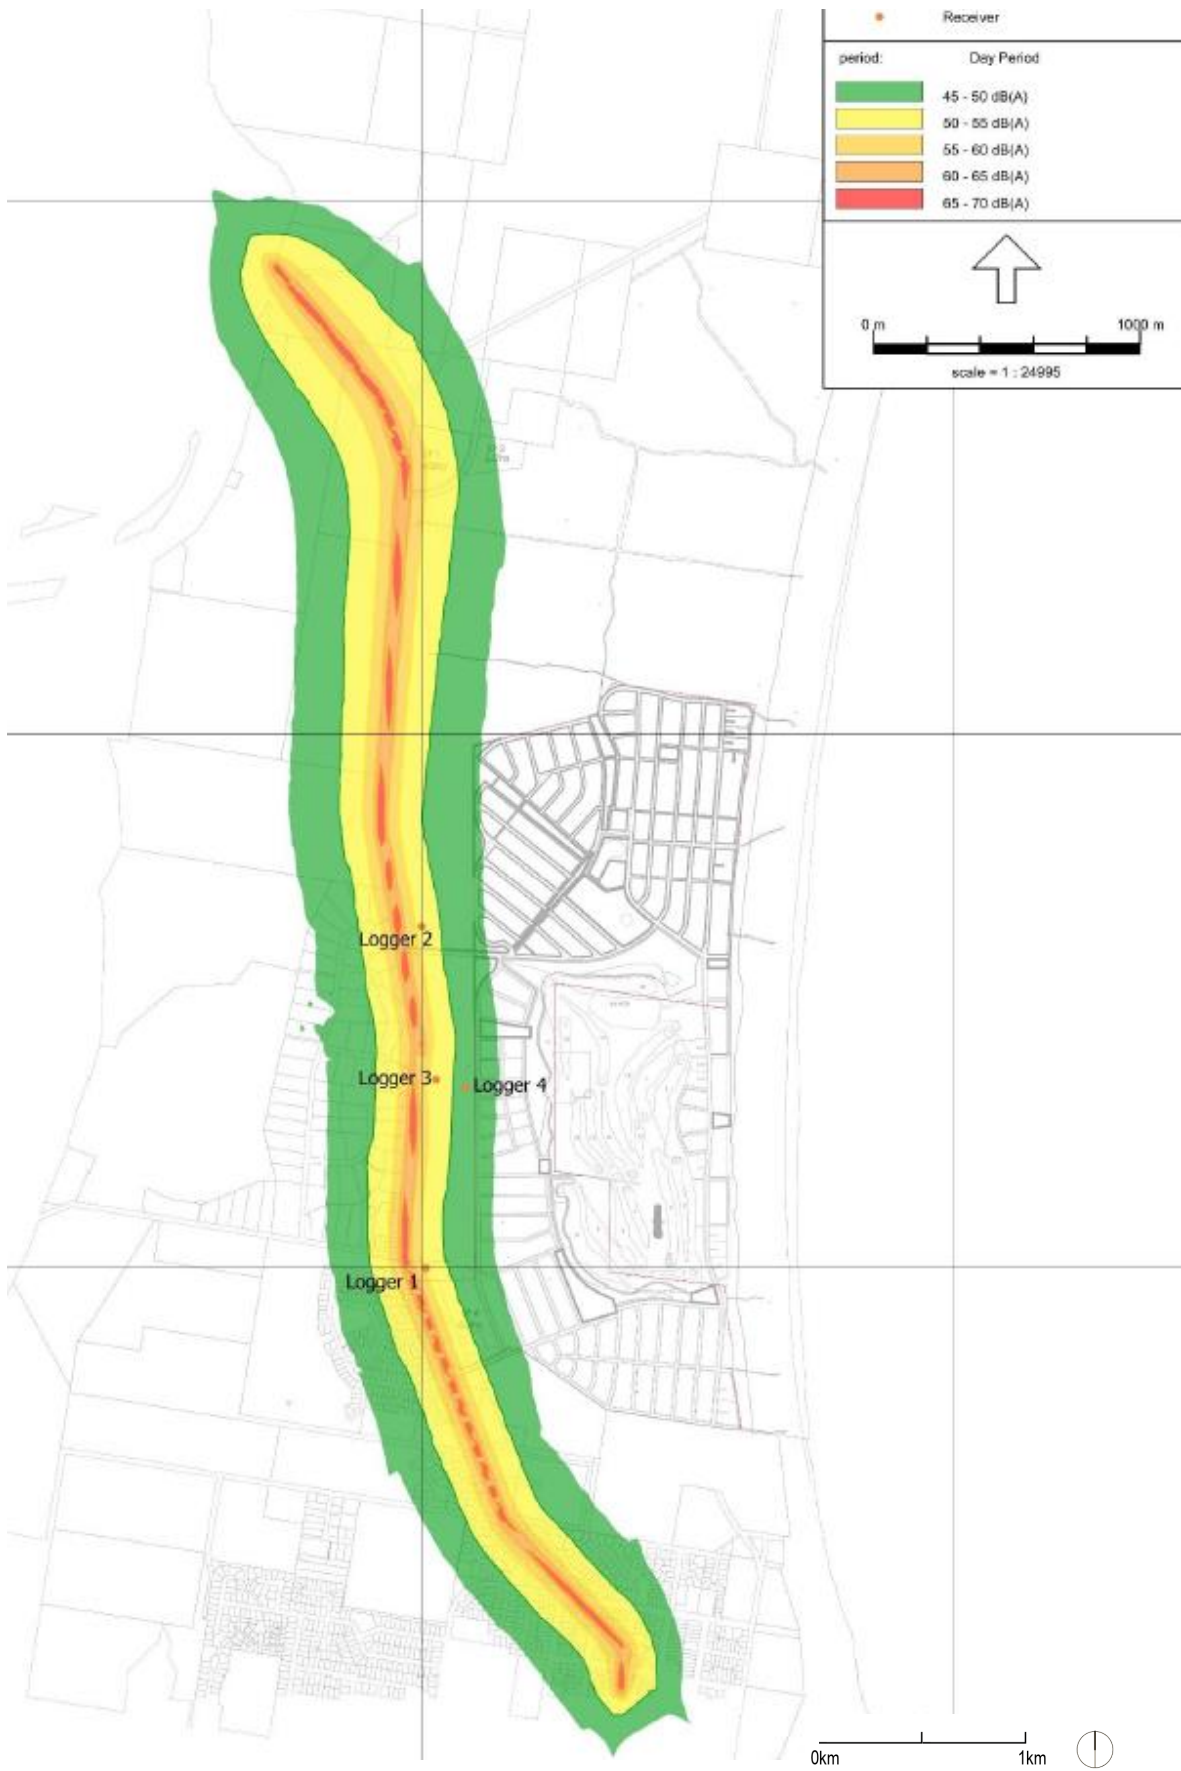 Receiver
period: Day Period
45 - 50 dB(A)
50 - 55 dB(A)
55 - 60 dB(A)
60 - 65 dB(A)
65 - 70 dB(A)
0 m 1000 m
scale = 1 : 24995
Logger 2
Logger 3
Logger 4
Logger 1
0km 1km